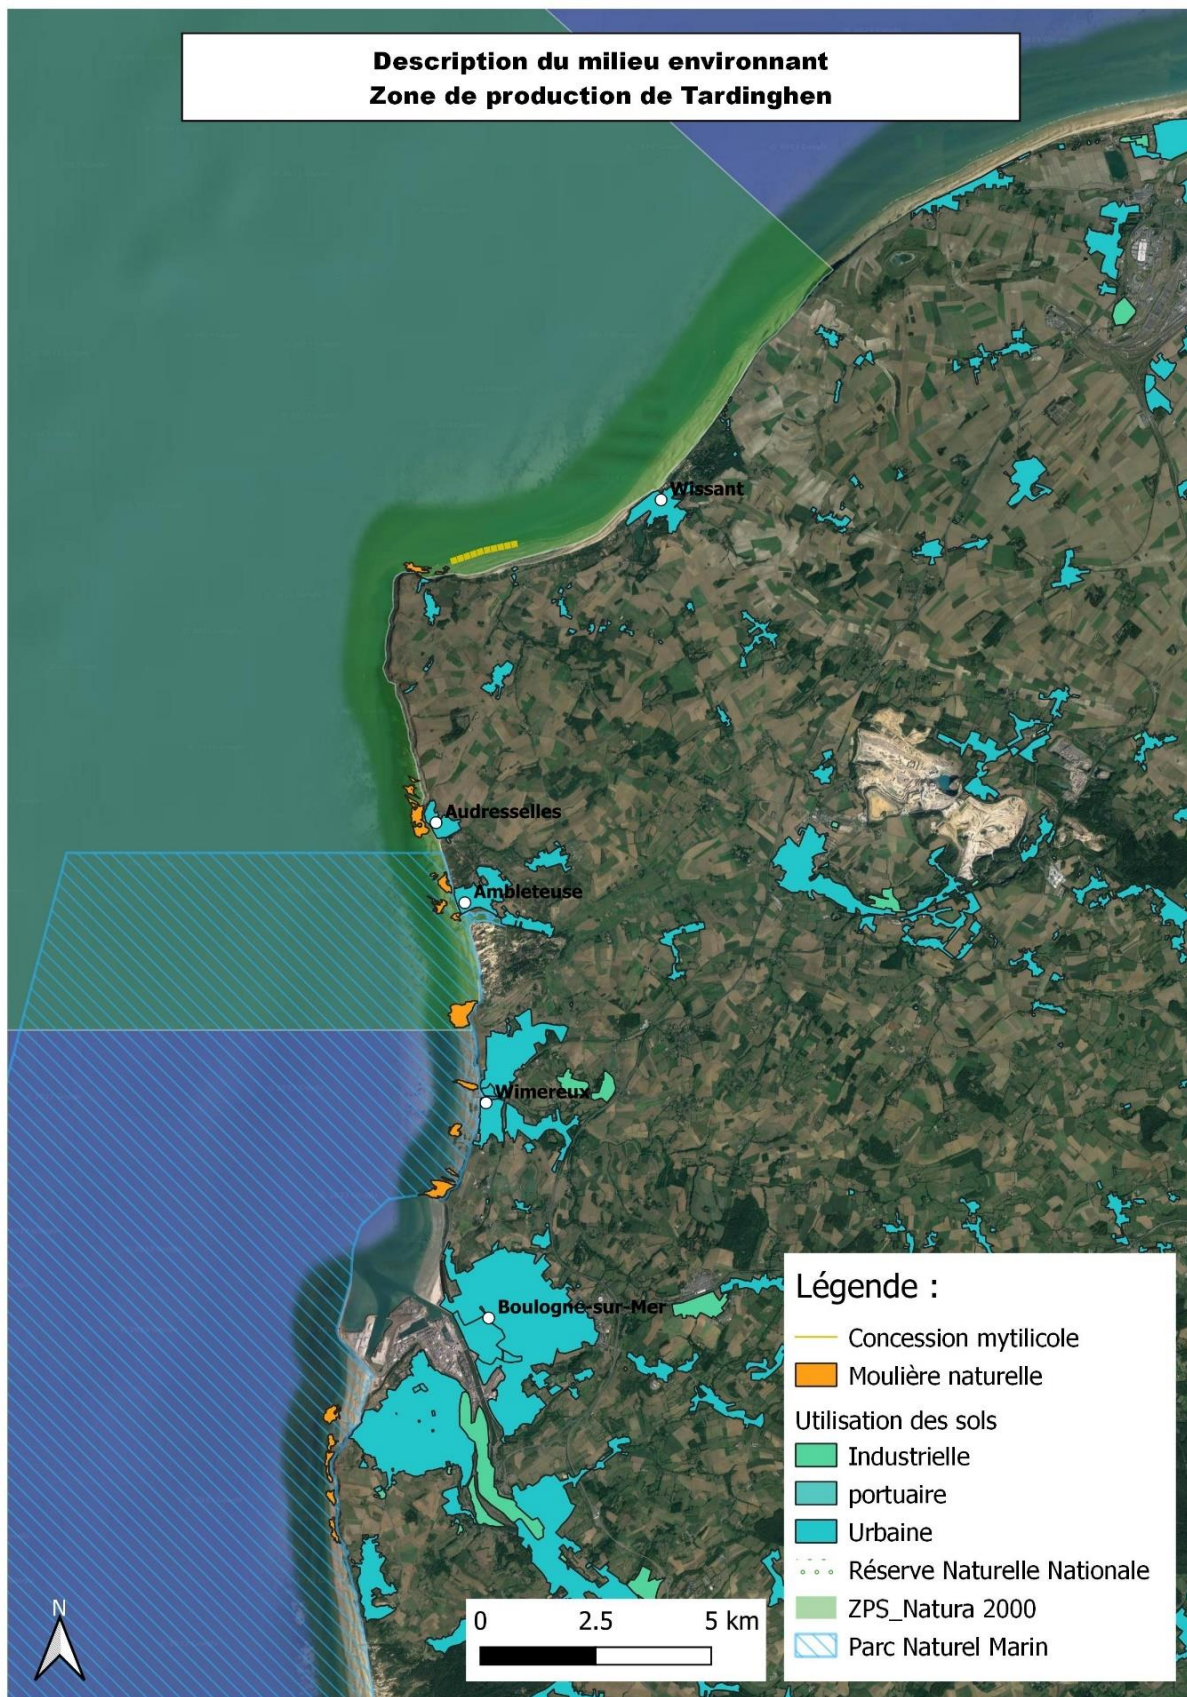 Description du milieu environnant
Zone de production de Tardinghen
Wissant
Audresselles
Ambleteuse
Wimereux
Boulogne-sur-Mer
Légende :
Concession mytilicole
Moulière naturelle
Utilisation des sols
Industrielle
portuaire
Urbaine
Réserve Naturelle Nationale
ZPS_Natura 2000
Parc Naturel Marin
0 2.5 5 km
N